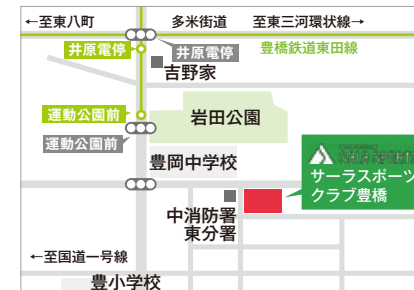 ←至東八町
多米街道
至東三河環状線→
井原電停
井原電停
豊橋鉄道東田線
吉野家
運動公園前
岩田公園
運動公園前
豊岡中学校
サーラスポーツ
クラブ豊橋
中消防署
東分署
←至国道一号線
豊小学校